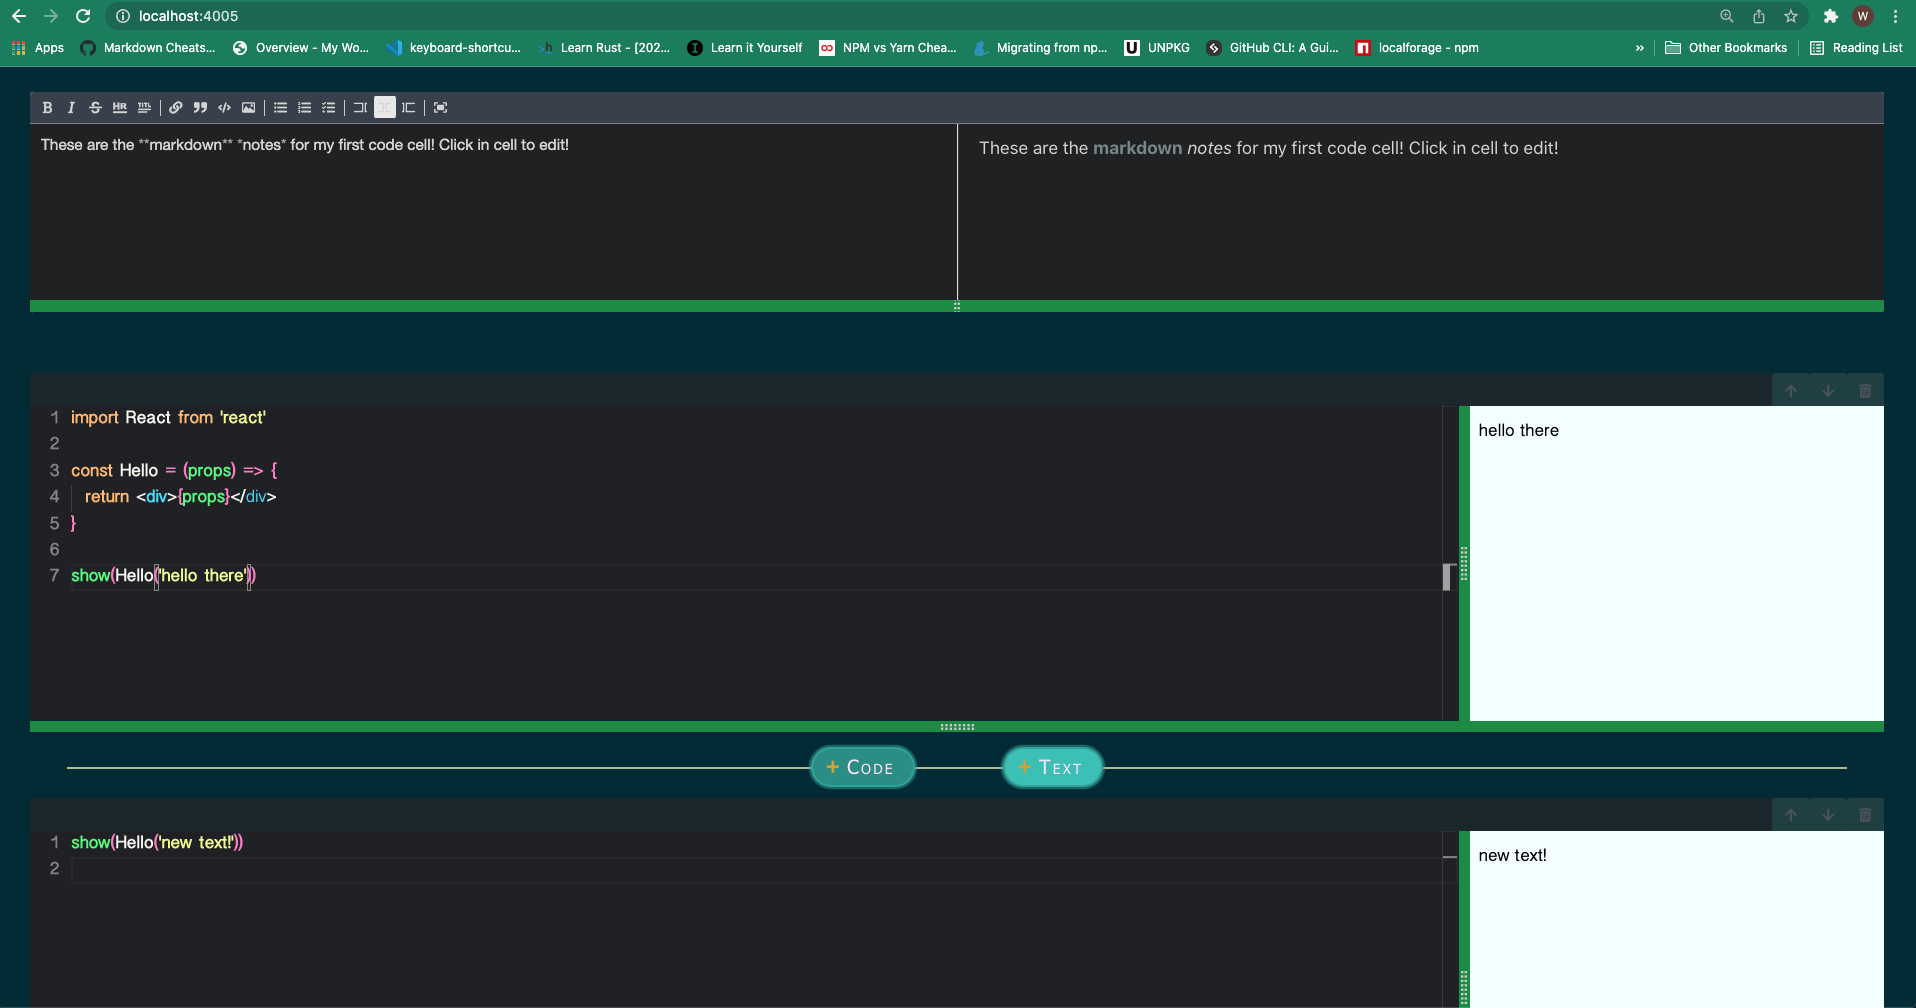 localhost:4005
W
Apps
Markdown Cheats...
Overview - My Wo...
keyboard-shortcu...
Learn Rust - [202...
Learn it Yourself
NPM vs Yarn Chea...
Migrating from np...
UNPKG
GitHub CLI: A Gui...
localforage - npm
»
Other Bookmarks
Reading List
B I S HR TITL
These are the **markdown** *notes* for my first code cell! Click in cell to edit!
These are the markdown notes for my first code cell! Click in cell to edit!
1 import React from 'react'
2
3 const Hello = (props) => {
4 return <div>{props}</div>
5 }
6
7 show(Hello('hello there'))
hello there
+ Code
+ Text
1 show(Hello('new text!'))
2
new text!